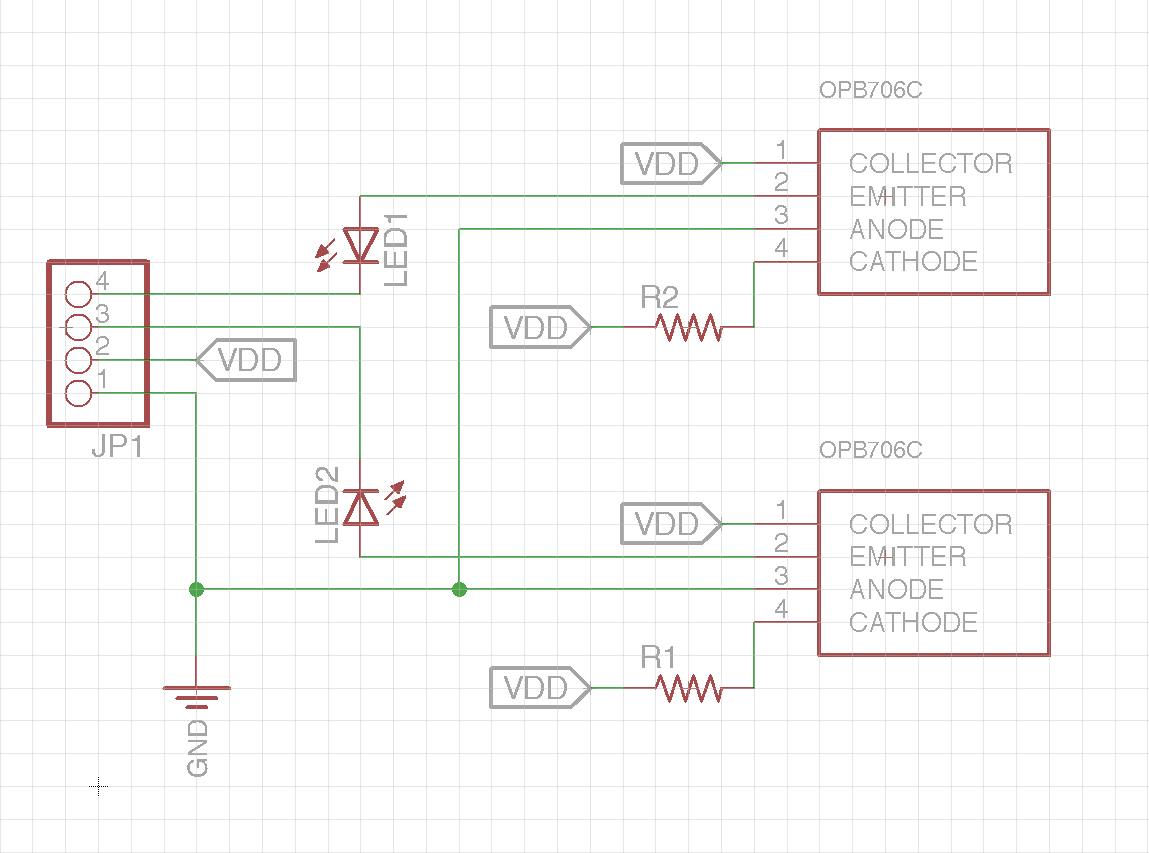 OPB706C
VDD
1
COLLECTOR
2
EMITTER
3
ANODE
4
CATHODE
LED1
R2
VDD
4
3
2
VDD
1
JP1
OPB706C
LED2
VDD
1
COLLECTOR
2
EMITTER
3
ANODE
4
CATHODE
R1
VDD
GND